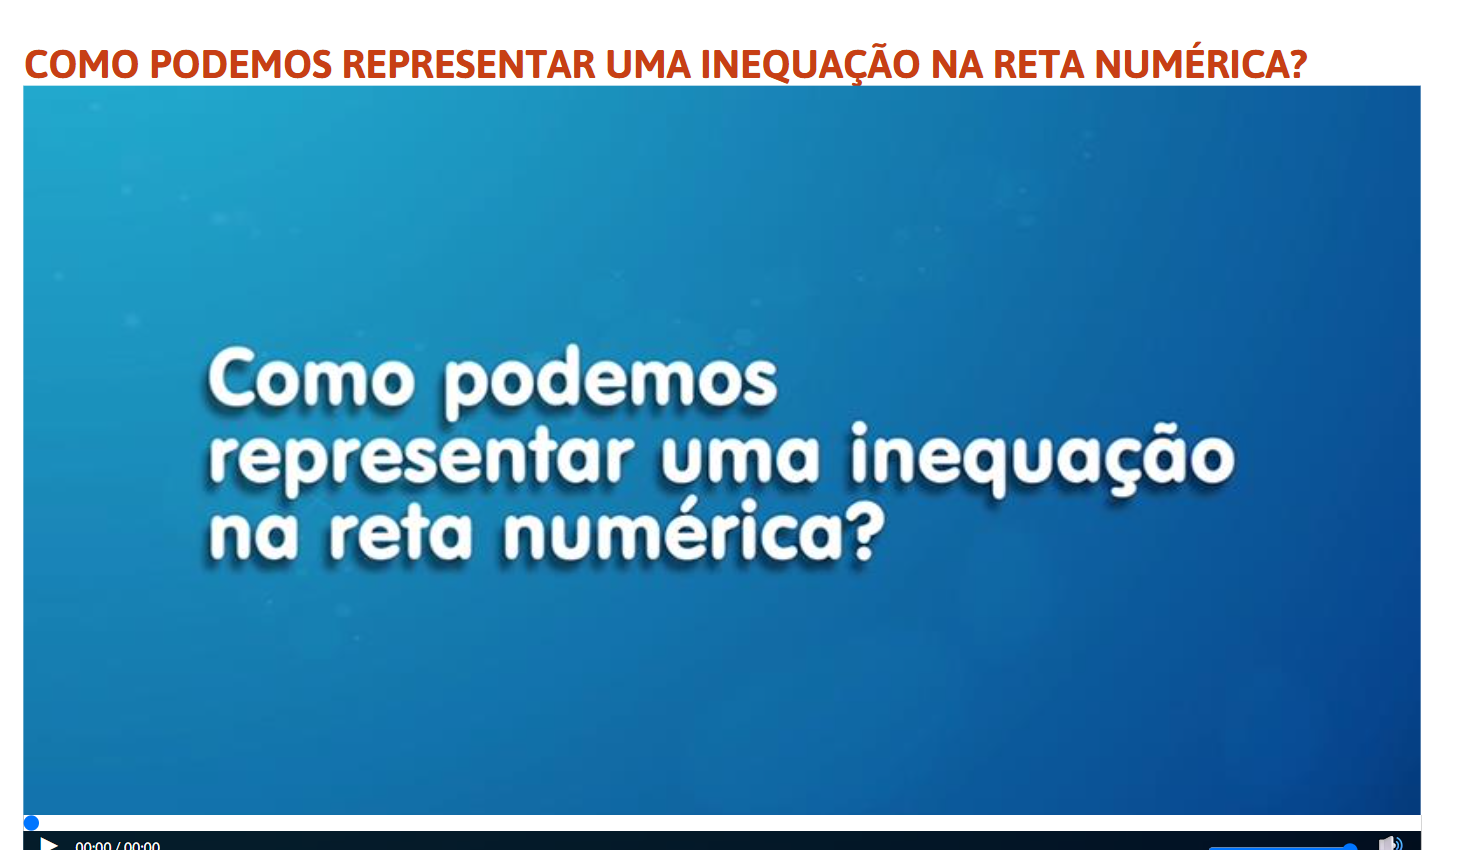 COMO PODEMOS REPRESENTAR UMA INEQUAÇÃO NA RETA NUMÉRICA?
Como podemos
representar uma inequação
na reta numérica?
00:00 / 00:00